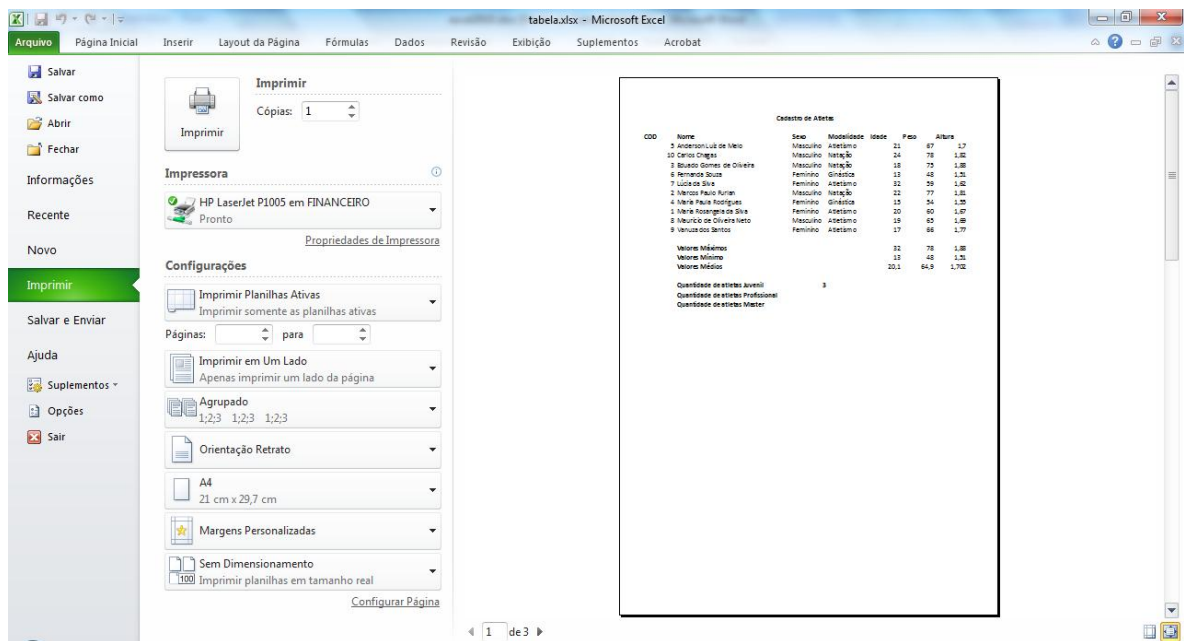 tabela.xlsx - Microsoft Excel
Arquivo Página Inicial Inserir Layout da Página Fórmulas Dados Revisão Exibição Suplementos Acrobat
Salvar
Salvar como
Abrir
Fechar
Informações
Recente
Novo
Imprimir
Salvar e Enviar
Ajuda
Suplementos
Opções
Sair
Imprimir
Imprimir
Cópias: 1
Impressora
HP LaserJet P1005 em FINANCEIRO
Pronto
Propriedades de Impressora
Configurações
Imprimir Planilhas Ativas
Imprimir somente as planilhas ativas
Páginas: para
Imprimir em Um Lado
Apenas imprimir um lado da página
Agrupado
1;2;3 1;2;3 1;2;3
Orientação Retrato
A4
21 cm x 29,7 cm
Margens Personalizadas
Sem Dimensionamento
100 Imprimir planilhas em tamanho real
Configurar Página
Cadastro de Atletas
COD Nome Sexo Modalidade Idade Peso Altura
5 Anderson Luiz de Melo Masculino Atletismo 21 67 1,7
10 Carlos Chagas Masculino Natação 24 78 1,82
3 Eduado Gomes de Oliveira Masculino Natação 18 75 1,88
6 Fernanda Souza Feminino Ginástica 13 48 1,51
7 Lúcia da Silva Feminino Atletismo 32 59 1,62
2 Marcos Paulo Furlan Masculino Natação 22 77 1,81
4 Maria Paula Rodrigues Feminino Ginástica 15 54 1,55
1 Maria Rosangela da Silva Feminino Atletismo 20 60 1,67
8 Maurício de Oliveira Neto Masculino Atletismo 19 65 1,69
9 Vanuza dos Santos Feminino Atletismo 17 66 1,77
Valores Máximos 32 78 1,88
Valores Mínimo 13 48 1,51
Valores Médios 20,1 64,9 1,702
Quantidade de atletas Juvenil 3
Quantidade de atletas Profissional
Quantidade de atletas Master
1 de 3